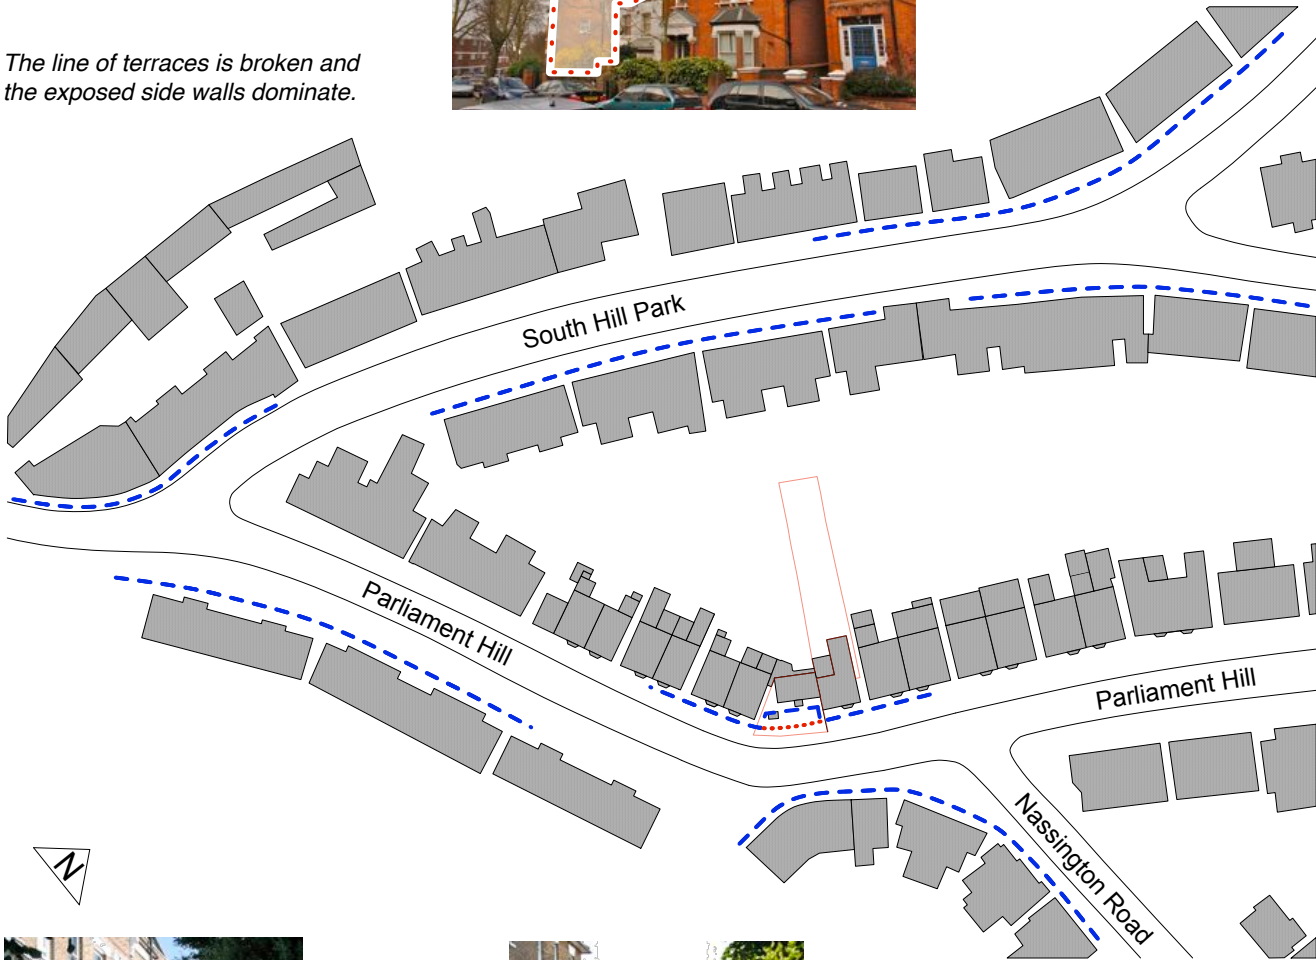 The line of terraces is broken and
the exposed side walls dominate.
South Hill Park
Parliament Hill
Parliament Hill
Nassington Road
N